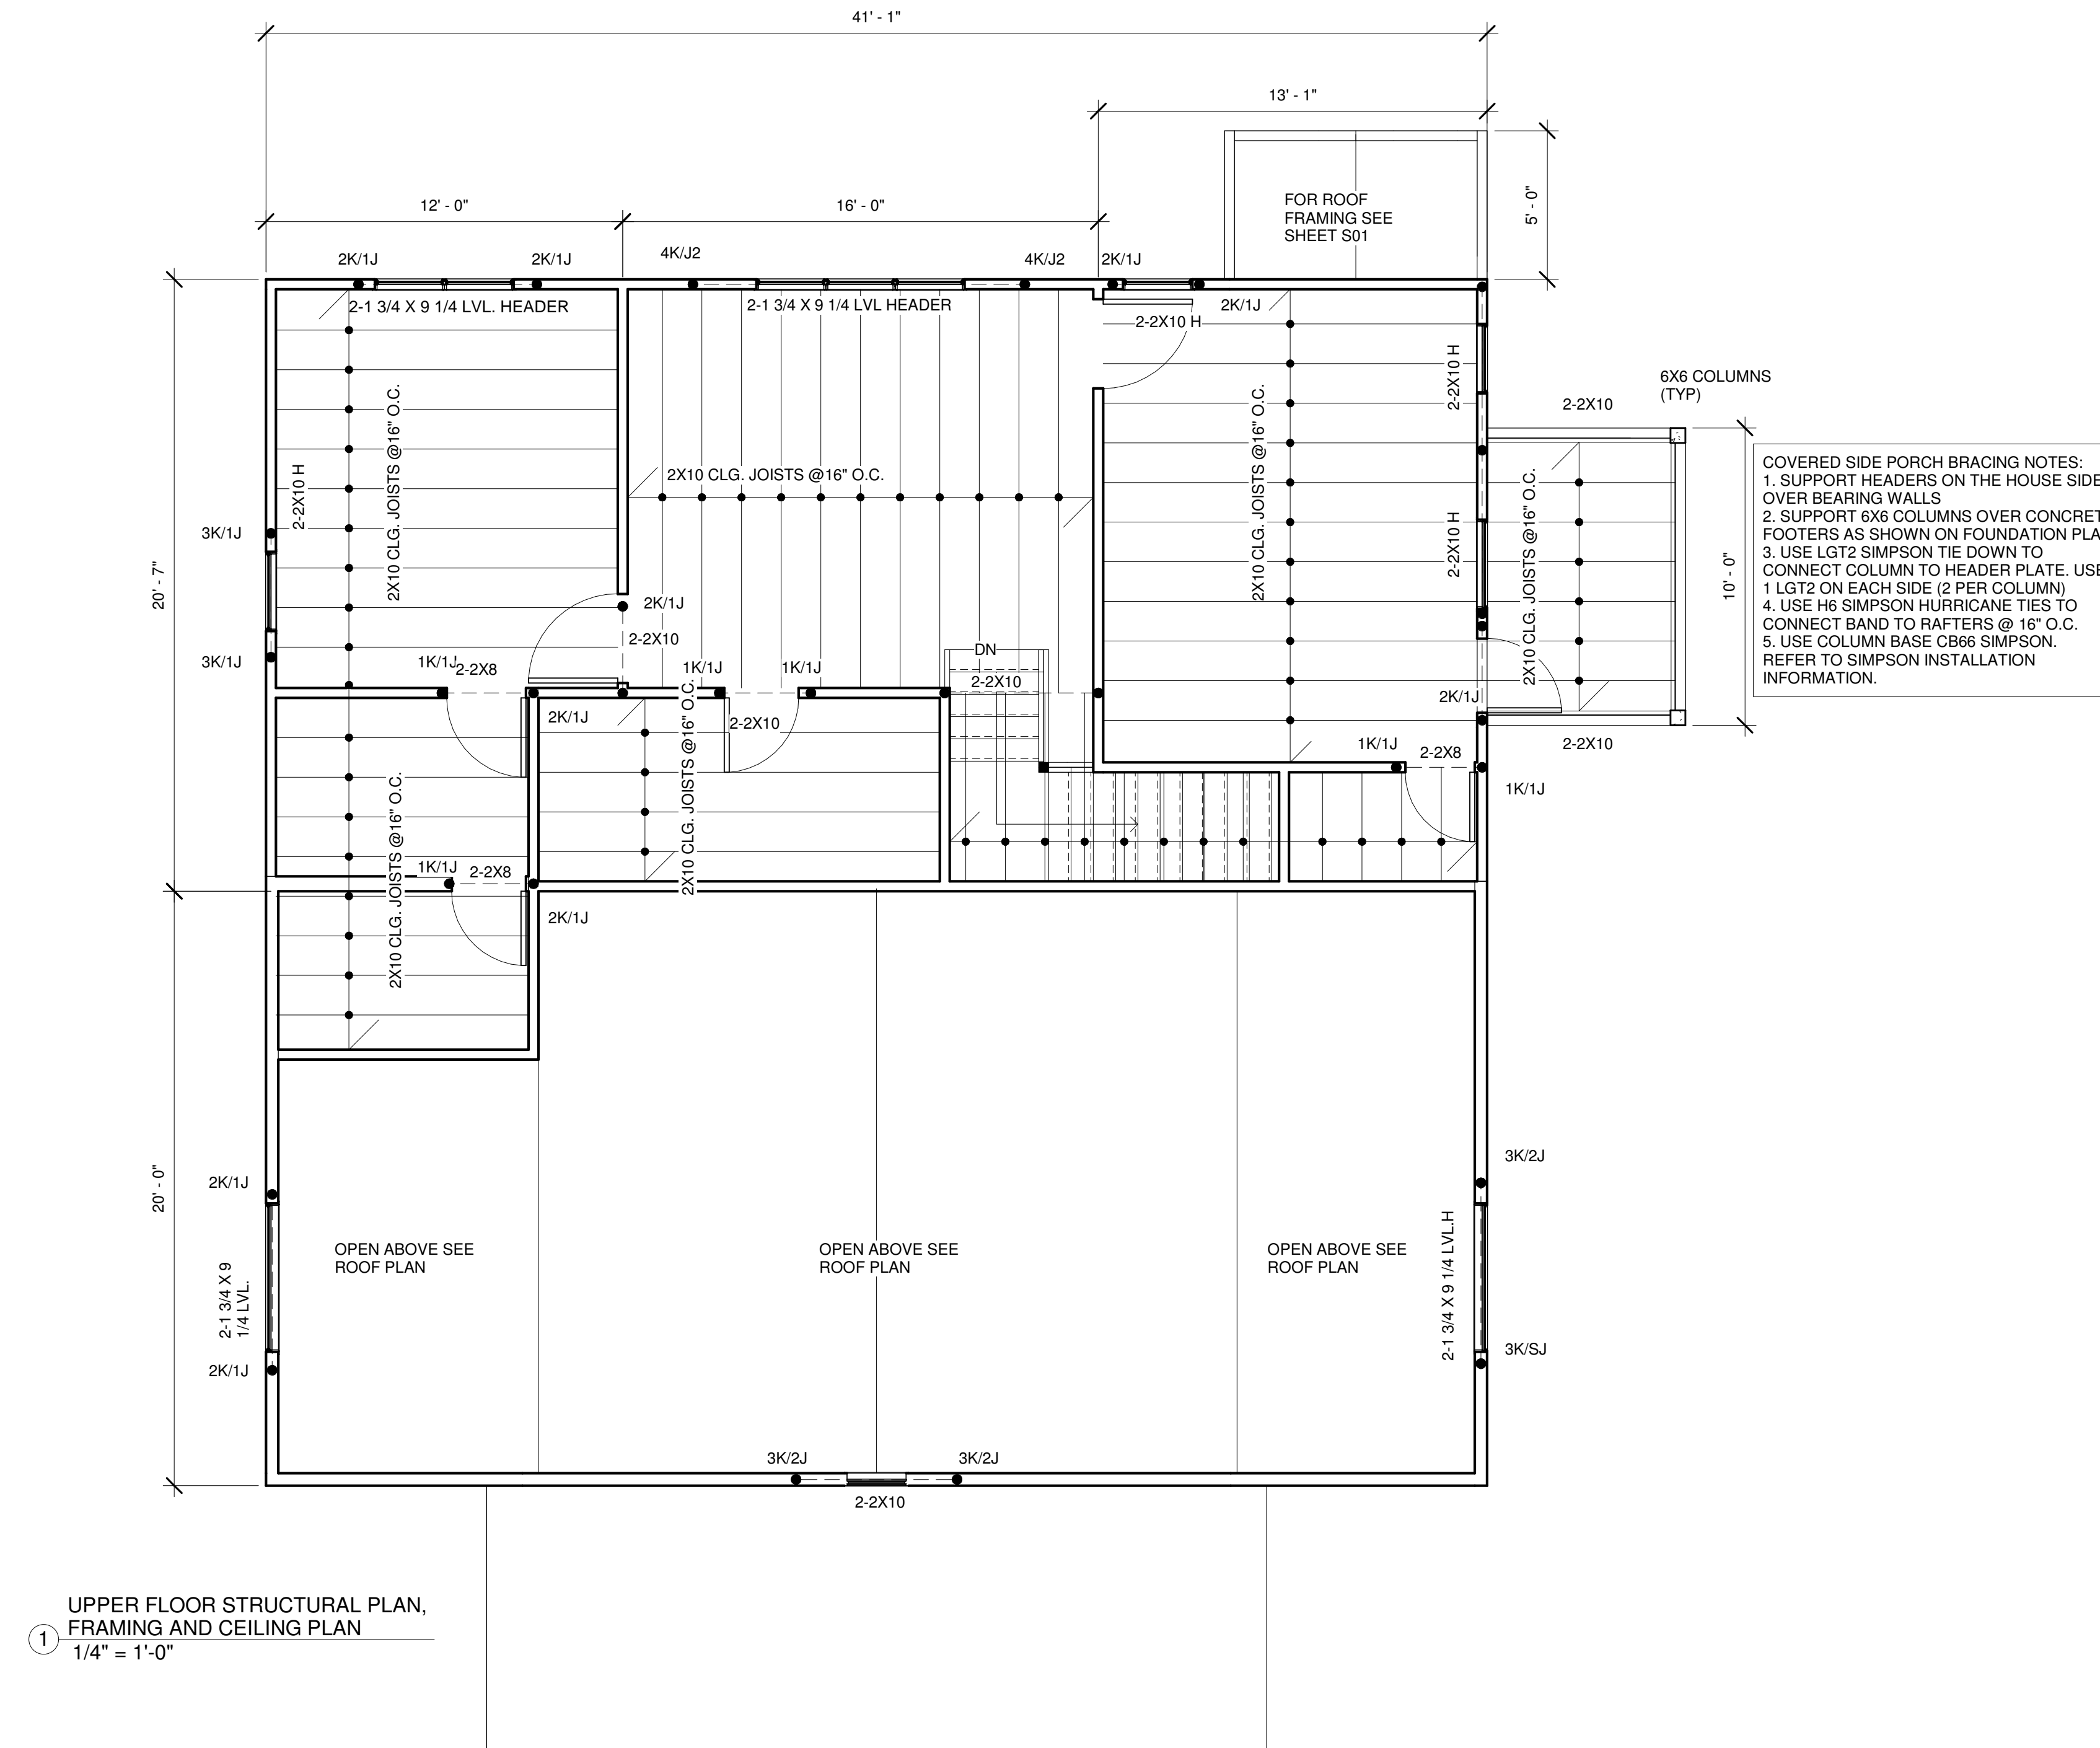 41' - 1"
13' - 1"
12' - 0"
16' - 0"
5' - 0"
FOR ROOF
FRAMING SEE
SHEET S01
2K/1J
2K/1J
4K/J2
4K/J2
2K/1J
2-1 3/4 X 9 1/4 LVL. HEADER
2-1 3/4 X 9 1/4 LVL HEADER
2K/1J
2-2X10 H
2-2X10 H
6X6 COLUMNS
(TYP)
2-2X10
2X10 CLG. JOISTS @16" O.C.
2X10 CLG. JOISTS @16" O.C.
2X10 CLG. JOISTS @16" O.C.
2-2X10 H
2-2X10 H
2X10 CLG. JOISTS @16" O.C.
10' - 0"
COVERED SIDE PORCH BRACING NOTES:
1. SUPPORT HEADERS ON THE HOUSE SIDE
OVER BEARING WALLS
2. SUPPORT 6X6 COLUMNS OVER CONCRET
FOOTERS AS SHOWN ON FOUNDATION PLA
3. USE LGT2 SIMPSON TIE DOWN TO
CONNECT COLUMN TO HEADER PLATE. USE
1 LGT2 ON EACH SIDE (2 PER COLUMN)
4. USE H6 SIMPSON HURRICANE TIES TO
CONNECT BAND TO RAFTERS @ 16" O.C.
5. USE COLUMN BASE CB66 SIMPSON.
REFER TO SIMPSON INSTALLATION
INFORMATION.
3K/1J
20' - 7"
2K/1J
2-2X10
3K/1J
1K/1J
2-2X8
1K/1J
1K/1J
DN
2-2X10
2K/1J
2K/1J
2-2X10
2X10 CLG. JOISTS @16" O.C.
1K/1J
2-2X8
2-2X10
1K/1J
2X10 CLG. JOISTS @16" O.C.
1K/1J
2-2X8
2K/1J
20' - 0"
2K/1J
3K/2J
OPEN ABOVE SEE
ROOF PLAN
OPEN ABOVE SEE
ROOF PLAN
OPEN ABOVE SEE
ROOF PLAN
2-1 3/4 X 9
1/4 LVL.
2-1 3/4 X 9 1/4 LVL.H
2K/1J
3K/SJ
3K/2J
3K/2J
2-2X10
1
UPPER FLOOR STRUCTURAL PLAN,
FRAMING AND CEILING PLAN
1/4" = 1'-0"